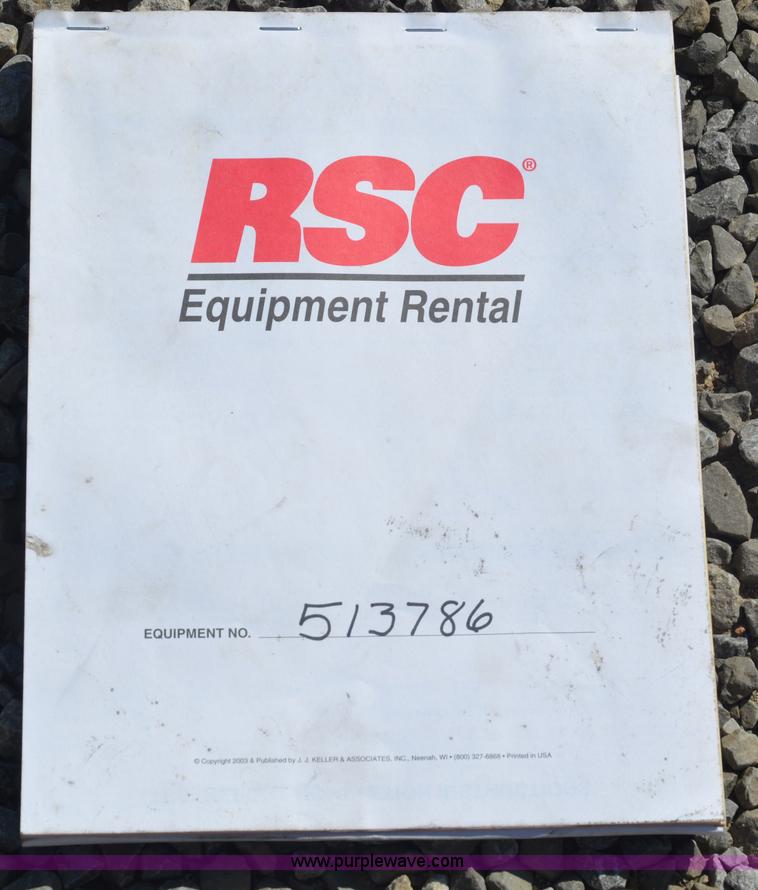 RSC®
Equipment Rental
EQUIPMENT NO. 513786
© Copyright 2003 & Published by J. J. KELLER & ASSOCIATES, INC., Neenah, WI • (800) 327-6868 • Printed in USA
www.purplewave.com